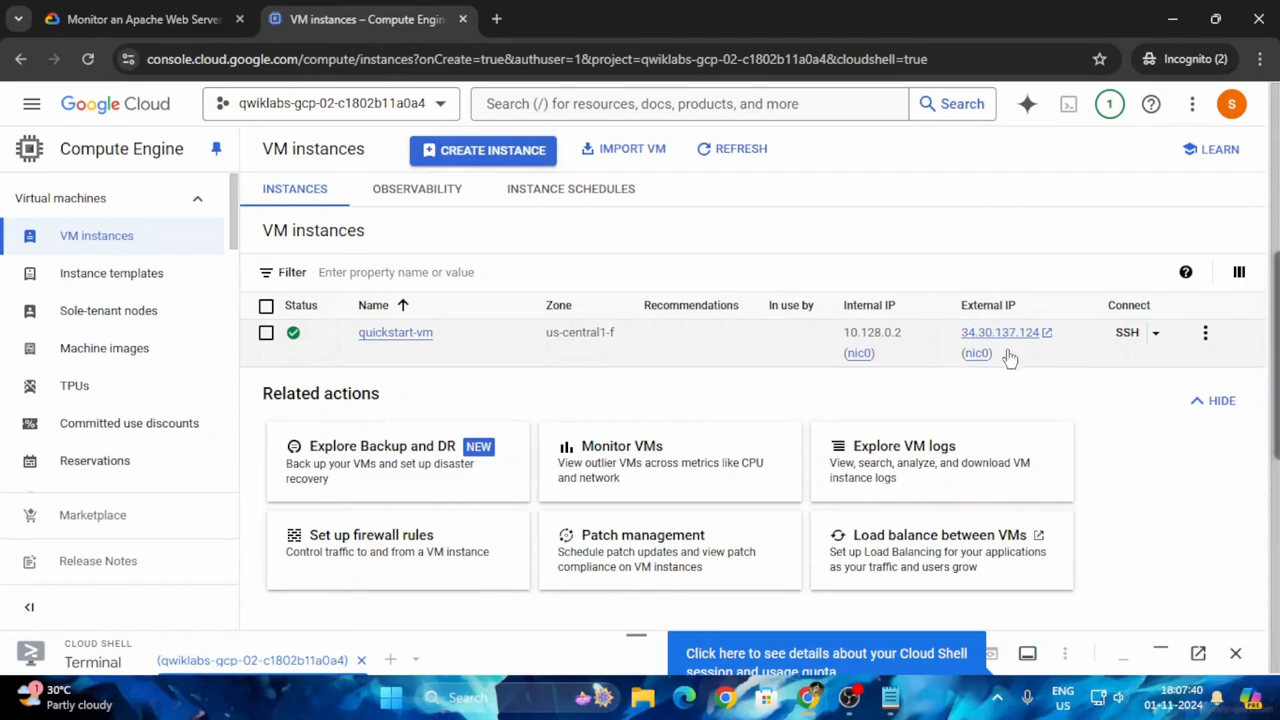 Monitor an Apache Web Server
VM instances – Compute Engin
console.cloud.google.com/compute/instances?onCreate=true&authuser=1&project=qwiklabs-gcp-02-c1802b11a0a4&cloudshell=true
Incognito (2)
Google Cloud
qwiklabs-gcp-02-c1802b11a0a4
Search (/) for resources, docs, products, and more
Search
1
S
Compute Engine
VM instances
CREATE INSTANCE
IMPORT VM
REFRESH
LEARN
INSTANCES
OBSERVABILITY
INSTANCE SCHEDULES
Virtual machines
VM instances
Instance templates
Sole-tenant nodes
Machine images
TPUs
Committed use discounts
Reservations
Marketplace
Release Notes
VM instances
Filter Enter property name or value
Status Name Zone Recommendations In use by Internal IP External IP Connect
quickstart-vm us-central1-f 10.128.0.2 34.30.137.124 SSH
(nic0) (nic0)
Related actions
HIDE
Explore Backup and DR NEW
Back up your VMs and set up disaster
recovery
Monitor VMs
View outlier VMs across metrics like CPU
and network
Explore VM logs
View, search, analyze, and download VM
instance logs
Set up firewall rules
Control traffic to and from a VM instance
Patch management
Schedule patch updates and view patch
compliance on VM instances
Load balance between VMs
Set up Load Balancing for your applications
as your traffic and users grow
CLOUD SHELL
Terminal
(qwiklabs-gcp-02-c1802b11a0a4)
Click here to see details about your Cloud Shell
session and usage quota
1
30°C
Partly cloudy
Search
ENG
US
18:07:40
01-11-2024
PRE